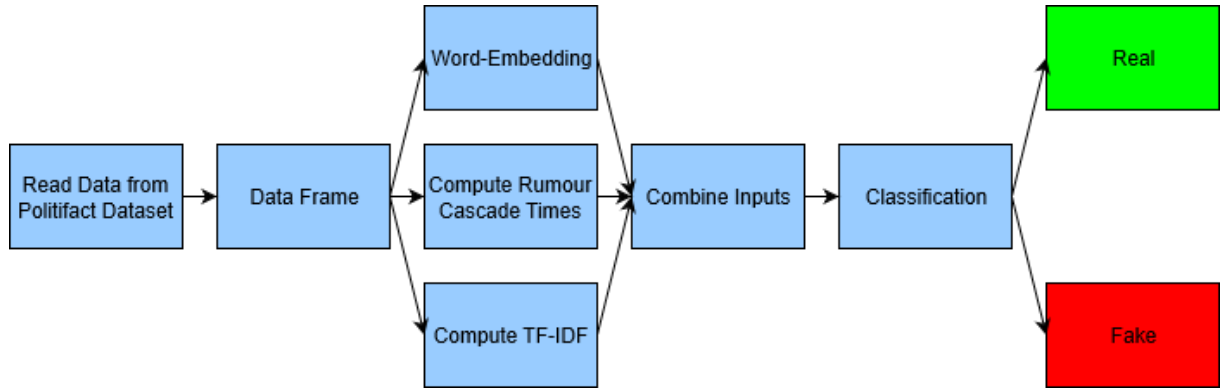 Read Data from
Politifact Dataset
Data Frame
Word-Embedding
Compute Rumour
Cascade Times
Compute TF-IDF
Combine Inputs
Classification
Real
Fake